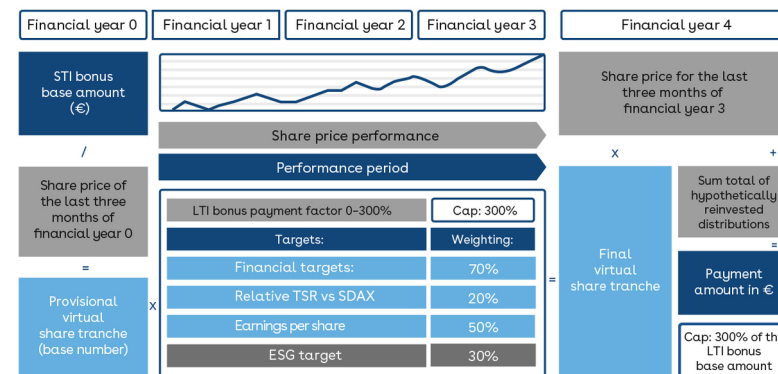 Financial year 0
Financial year 1
Financial year 2
Financial year 3
Financial year 4
STI bonus
base amount
(€)
/
Share price of
the last three
months of
financial year 0
=
Provisional
virtual
share tranche
(base number)
x
Share price performance
Performance period
LTI bonus payment factor 0–300%
Cap: 300%
Targets:
Weighting:
Financial targets:
70%
Relative TSR vs SDAX
20%
Earnings per share
50%
ESG target
30%
=
Share price for the last
three months of
financial year 3
x
+
Final
virtual
share tranche
Sum total of
hypothetically
reinvested
distributions
=
Payment
amount in €
Cap: 300% of
LTI bonus
base amount